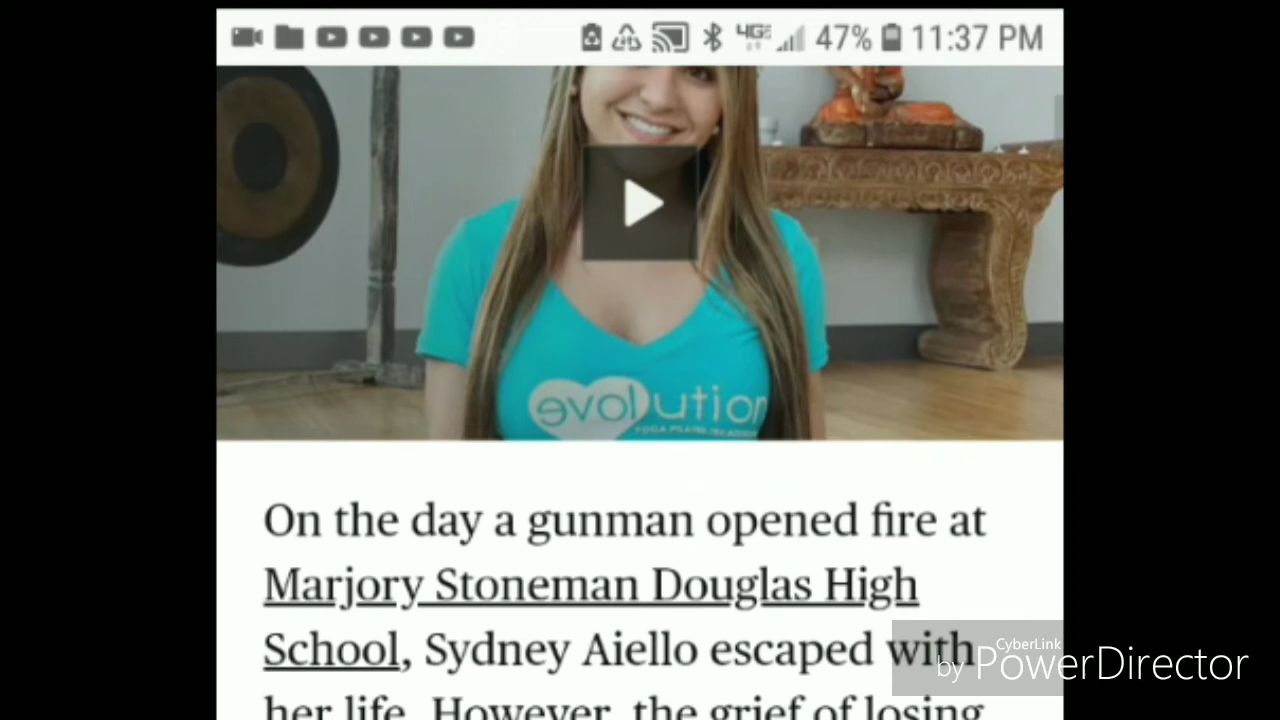 4G
47%
11:37 PM
evolution
On the day a gunman opened fire at
Marjory Stoneman Douglas High
School, Sydney Aiello escaped with
her life. However, the grief of losing
CyberLink
by PowerDirector